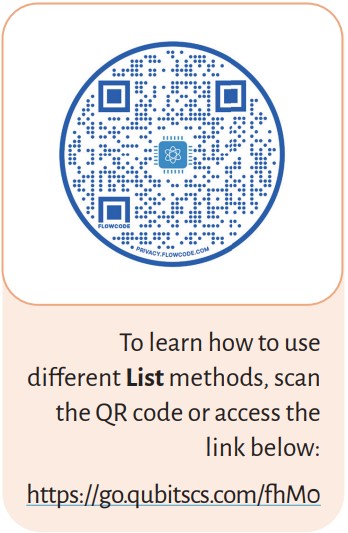 FLOWCODE
PRIVACY.FLOWCODE.COM
To learn how to use
different List methods, scan
the QR code or access the
link below:
https://go.qubitscs.com/fhMo